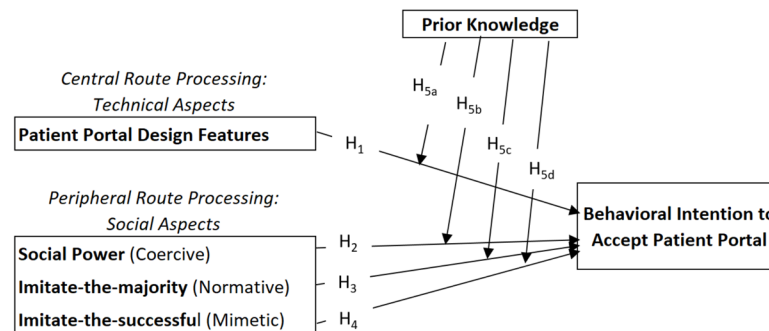 Prior Knowledge
Central Route Processing:
Technical Aspects
Patient Portal Design Features
H5a
H5b
H5c
H5d
H1
Peripheral Route Processing:
Social Aspects
Social Power (Coercive)
Imitate-the-majority (Normative)
Imitate-the-successful (Mimetic)
H2
H3
H4
Behavioral Intention to
Accept Patient Portal